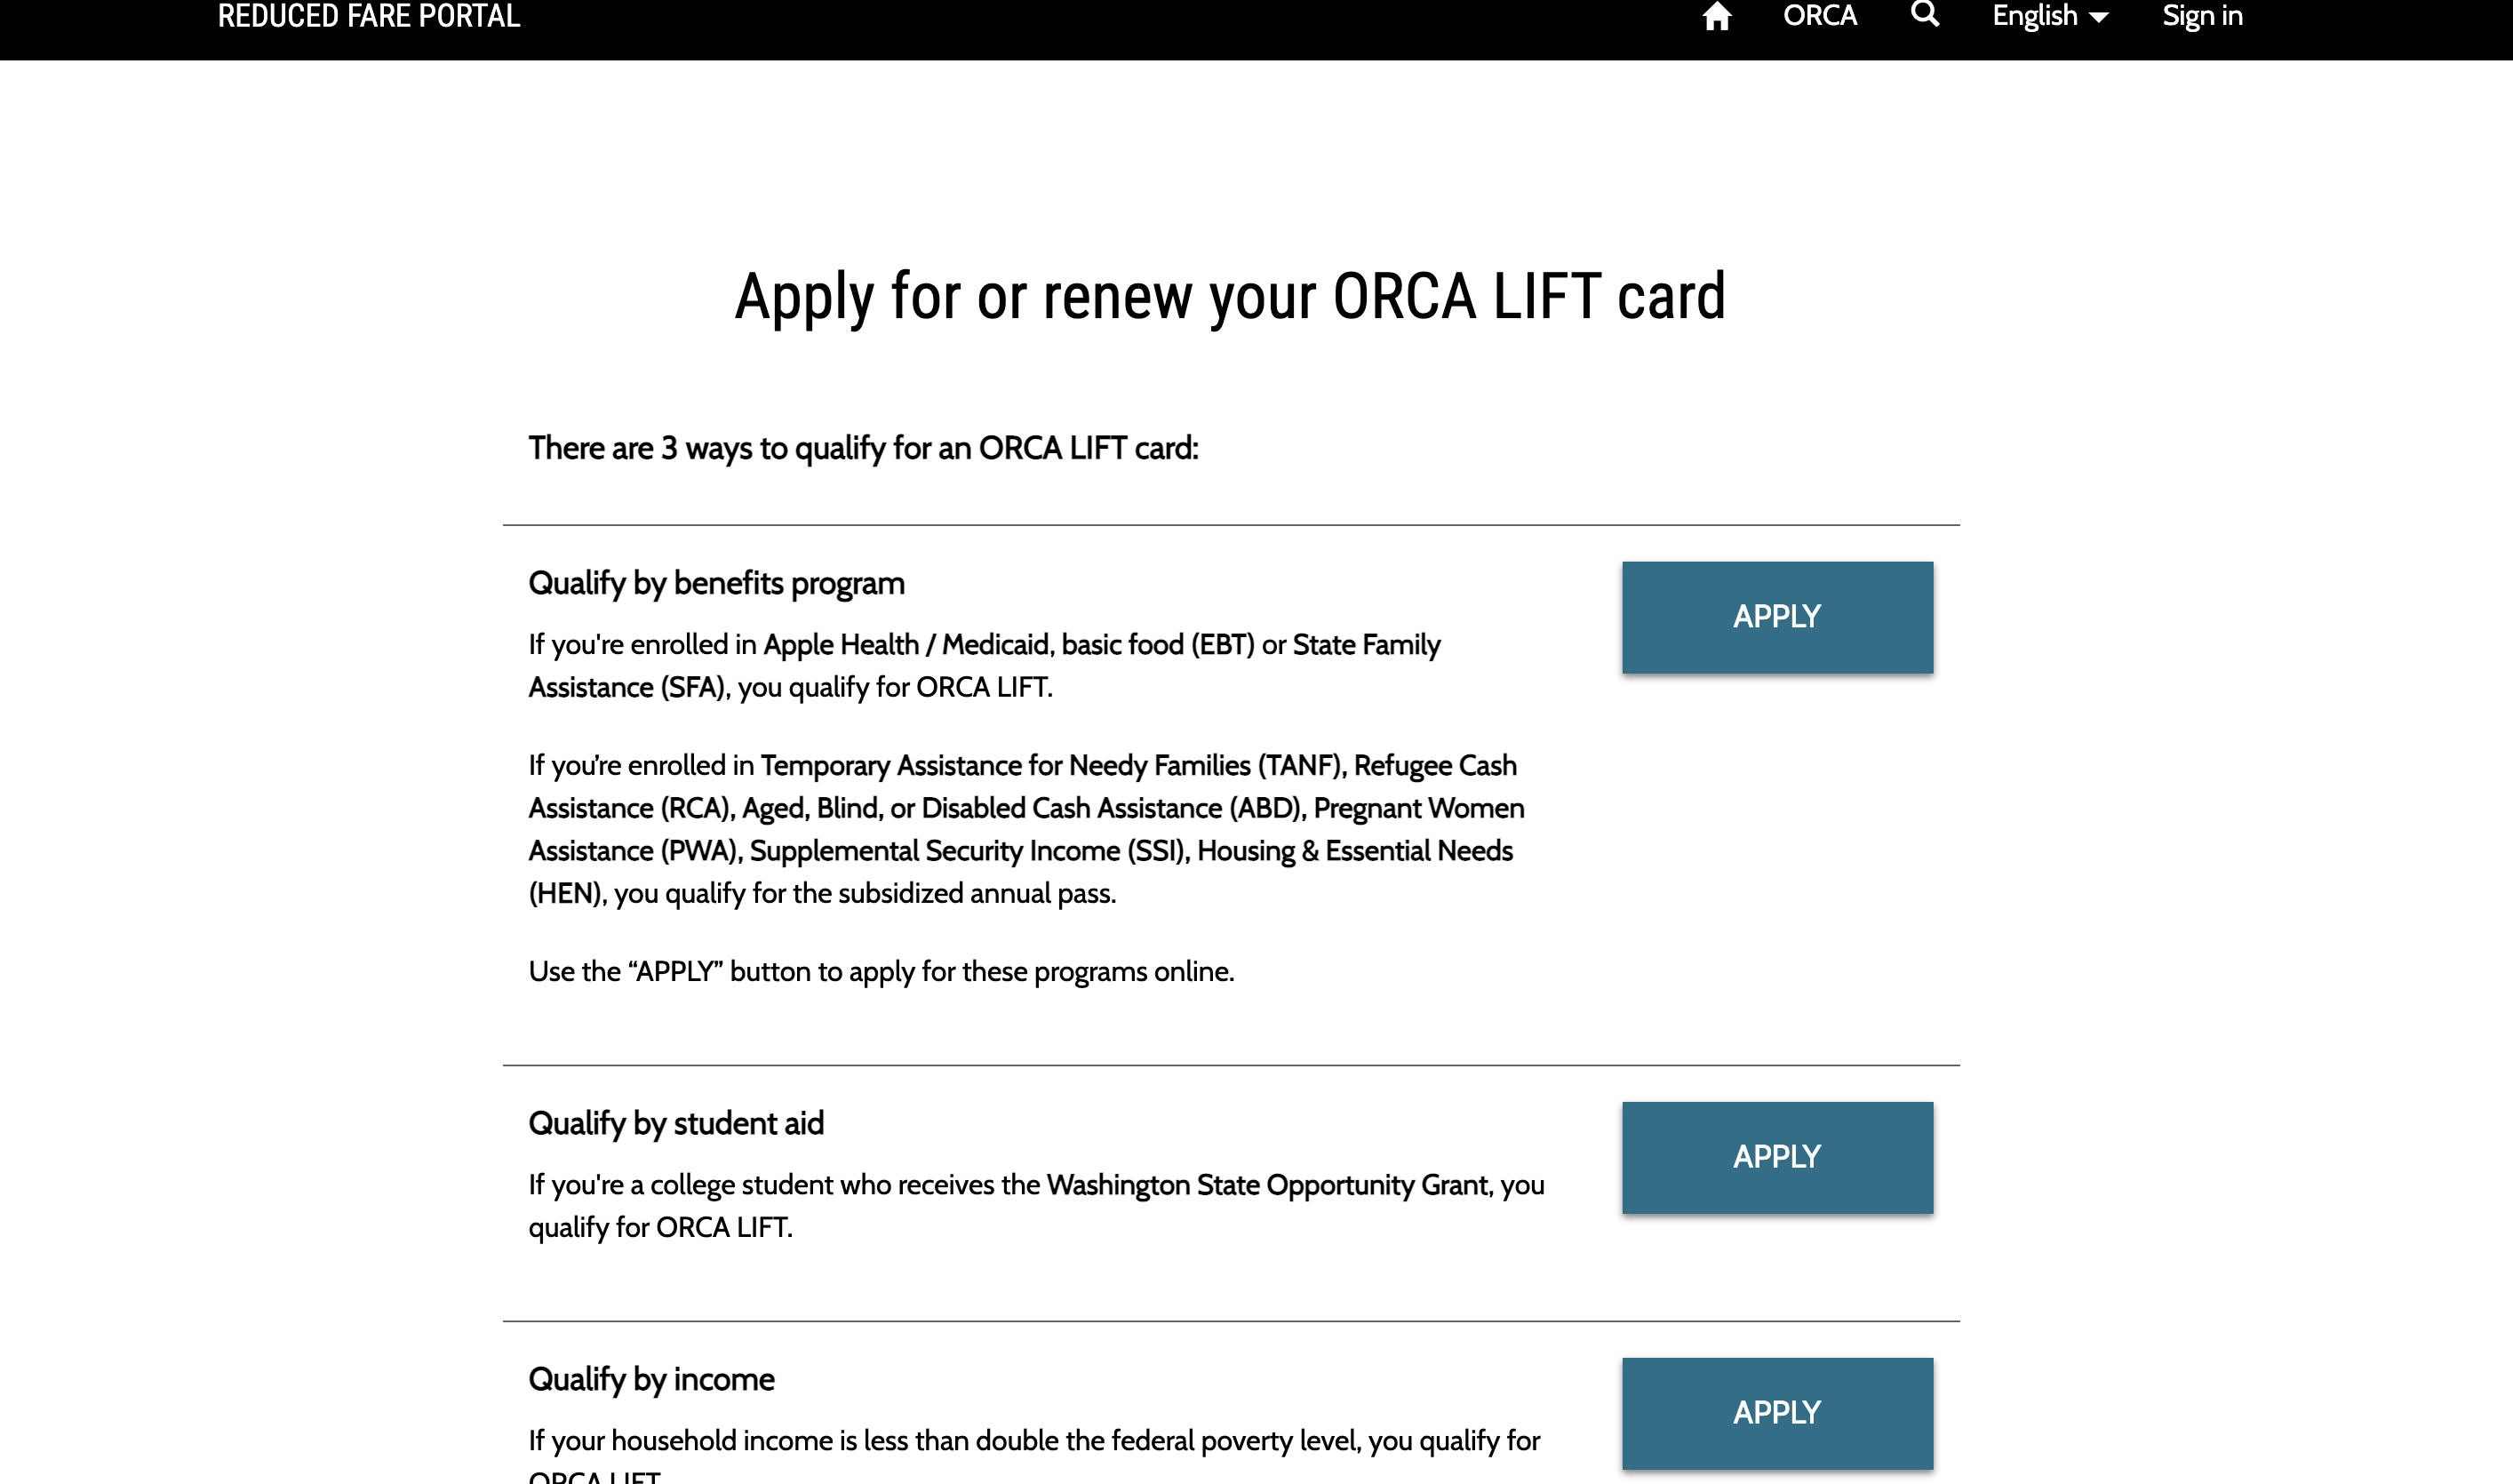 REDUCED FARE PORTAL
ORCA
English
Sign in
Apply for or renew your ORCA LIFT card
There are 3 ways to qualify for an ORCA LIFT card:
Qualify by benefits program
APPLY
If you're enrolled in Apple Health / Medicaid, basic food (EBT) or State Family
Assistance (SFA), you qualify for ORCA LIFT.
If you’re enrolled in Temporary Assistance for Needy Families (TANF), Refugee Cash
Assistance (RCA), Aged, Blind, or Disabled Cash Assistance (ABD), Pregnant Women
Assistance (PWA), Supplemental Security Income (SSI), Housing & Essential Needs
(HEN), you qualify for the subsidized annual pass.
Use the “APPLY” button to apply for these programs online.
Qualify by student aid
APPLY
If you're a college student who receives the Washington State Opportunity Grant, you
qualify for ORCA LIFT.
Qualify by income
APPLY
If your household income is less than double the federal poverty level, you qualify for
ORCA LIFT